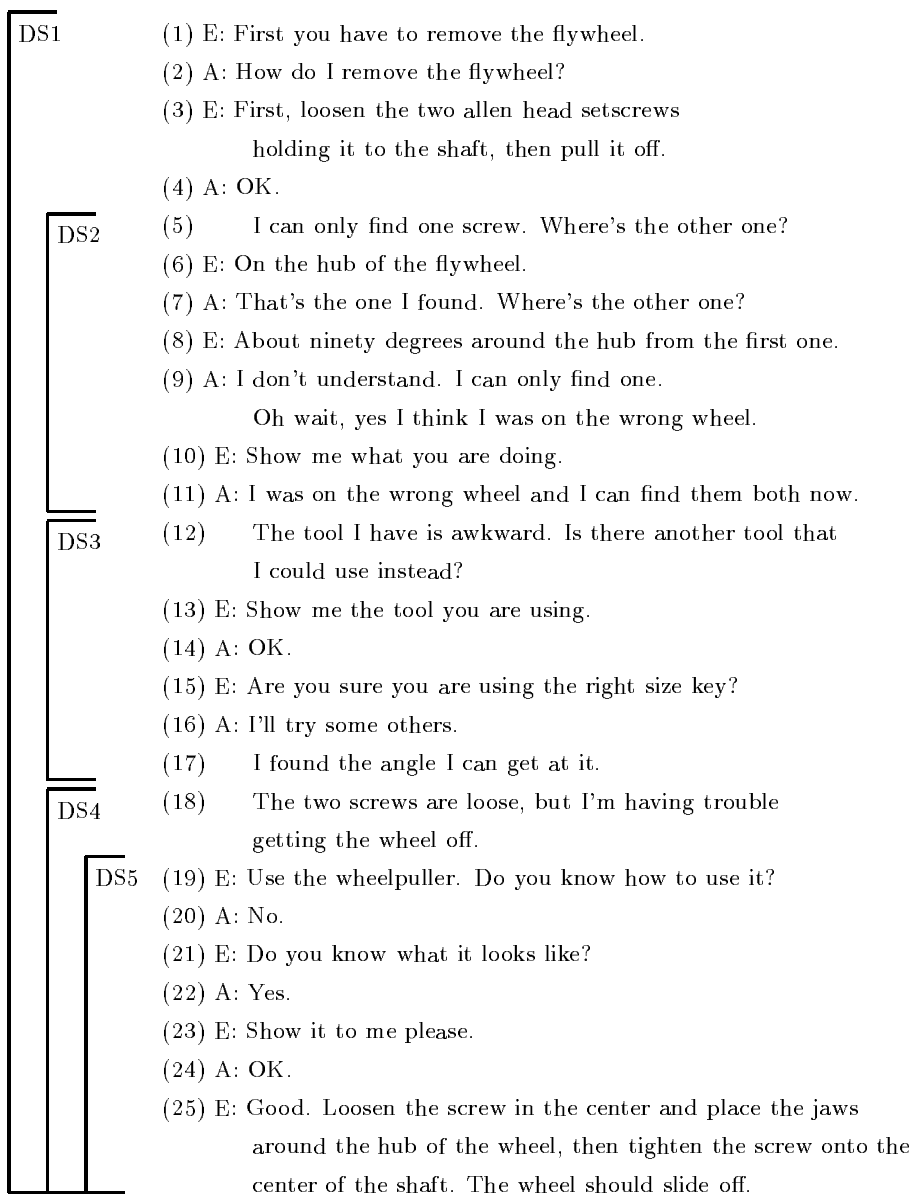 DS1 (1) E: First you have to remove the flywheel.
(2) A: How do I remove the flywheel?
(3) E: First, loosen the two allen head setscrews
holding it to the shaft, then pull it off.
(4) A: OK.
DS2 (5) I can only find one screw. Where's the other one?
(6) E: On the hub of the flywheel.
(7) A: That's the one I found. Where's the other one?
(8) E: About ninety degrees around the hub from the first one.
(9) A: I don't understand. I can only find one.
Oh wait, yes I think I was on the wrong wheel.
(10) E: Show me what you are doing.
(11) A: I was on the wrong wheel and I can find them both now.
DS3 (12) The tool I have is awkward. Is there another tool that
I could use instead?
(13) E: Show me the tool you are using.
(14) A: OK.
(15) E: Are you sure you are using the right size key?
(16) A: I'll try some others.
(17) I found the angle I can get at it.
DS4 (18) The two screws are loose, but I'm having trouble
getting the wheel off.
DS5 (19) E: Use the wheelpuller. Do you know how to use it?
(20) A: No.
(21) E: Do you know what it looks like?
(22) A: Yes.
(23) E: Show it to me please.
(24) A: OK.
(25) E: Good. Loosen the screw in the center and place the jaws
around the hub of the wheel, then tighten the screw onto the
center of the shaft. The wheel should slide off.